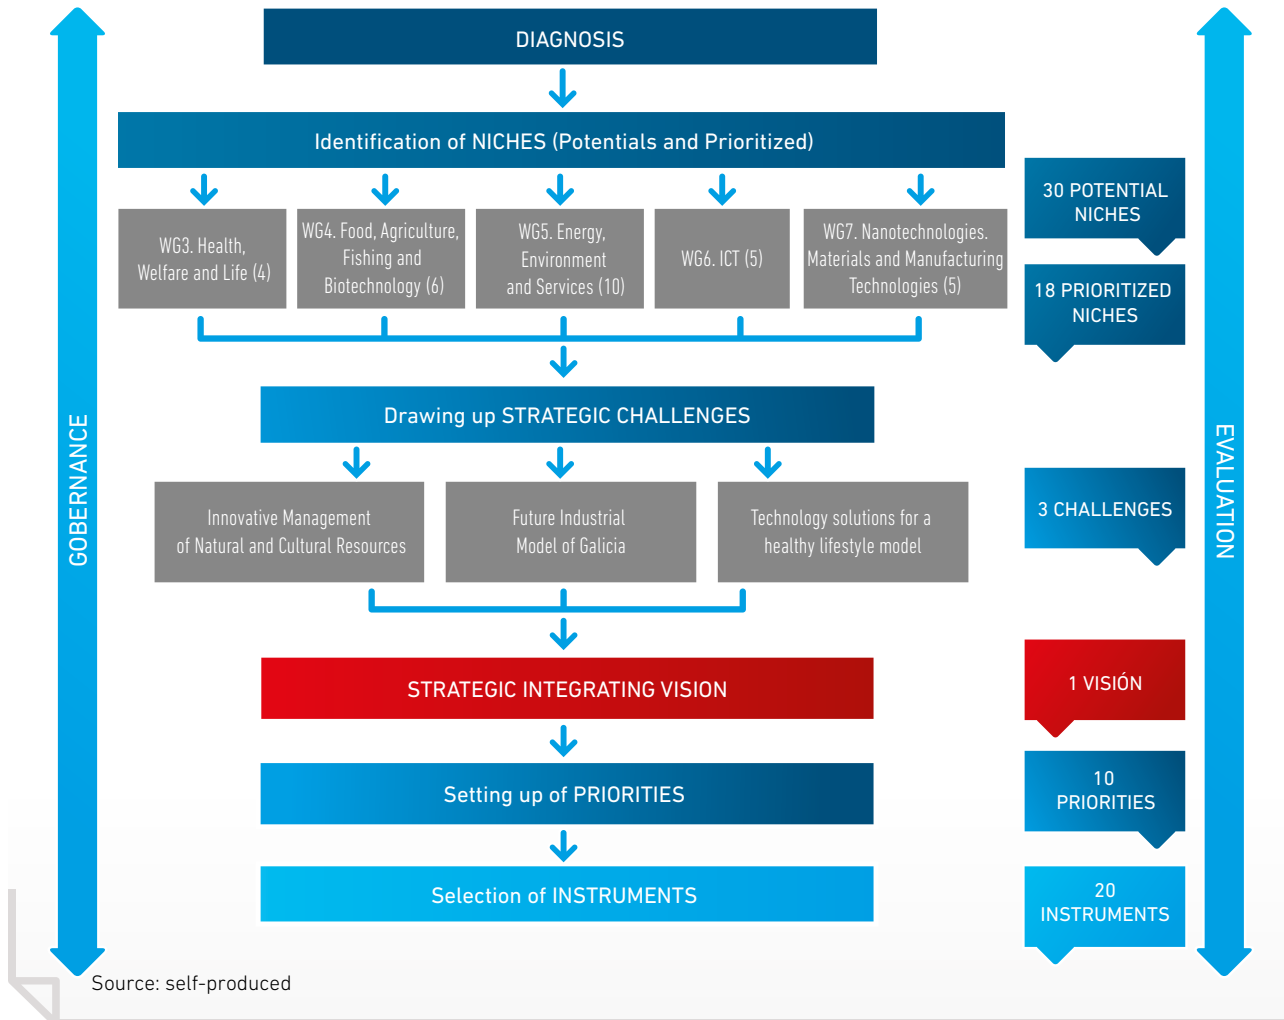 DIAGNOSIS
Identification of NICHES (Potentials and Prioritized)
WG3. Health,
Welfare and Life (4)
WG4. Food, Agriculture,
Fishing and
Biotechnology (6)
WG5. Energy,
Environment
and Services (10)
WG6. ICT (5)
WG7. Nanotechnologies.
Materials and Manufacturing
Technologies (5)
30 POTENTIAL
NICHES
18 PRIORITIZED
NICHES
Drawing up STRATEGIC CHALLENGES
Innovative Management
of Natural and Cultural Resources
Future Industrial
Model of Galicia
Technology solutions for a
healthy lifestyle model
3 CHALLENGES
STRATEGIC INTEGRATING VISION
1 VISIÓN
Setting up of PRIORITIES
10
PRIORITIES
Selection of INSTRUMENTS
20
INSTRUMENTS
GOBERNANCE
EVALUATION
Source: self-produced